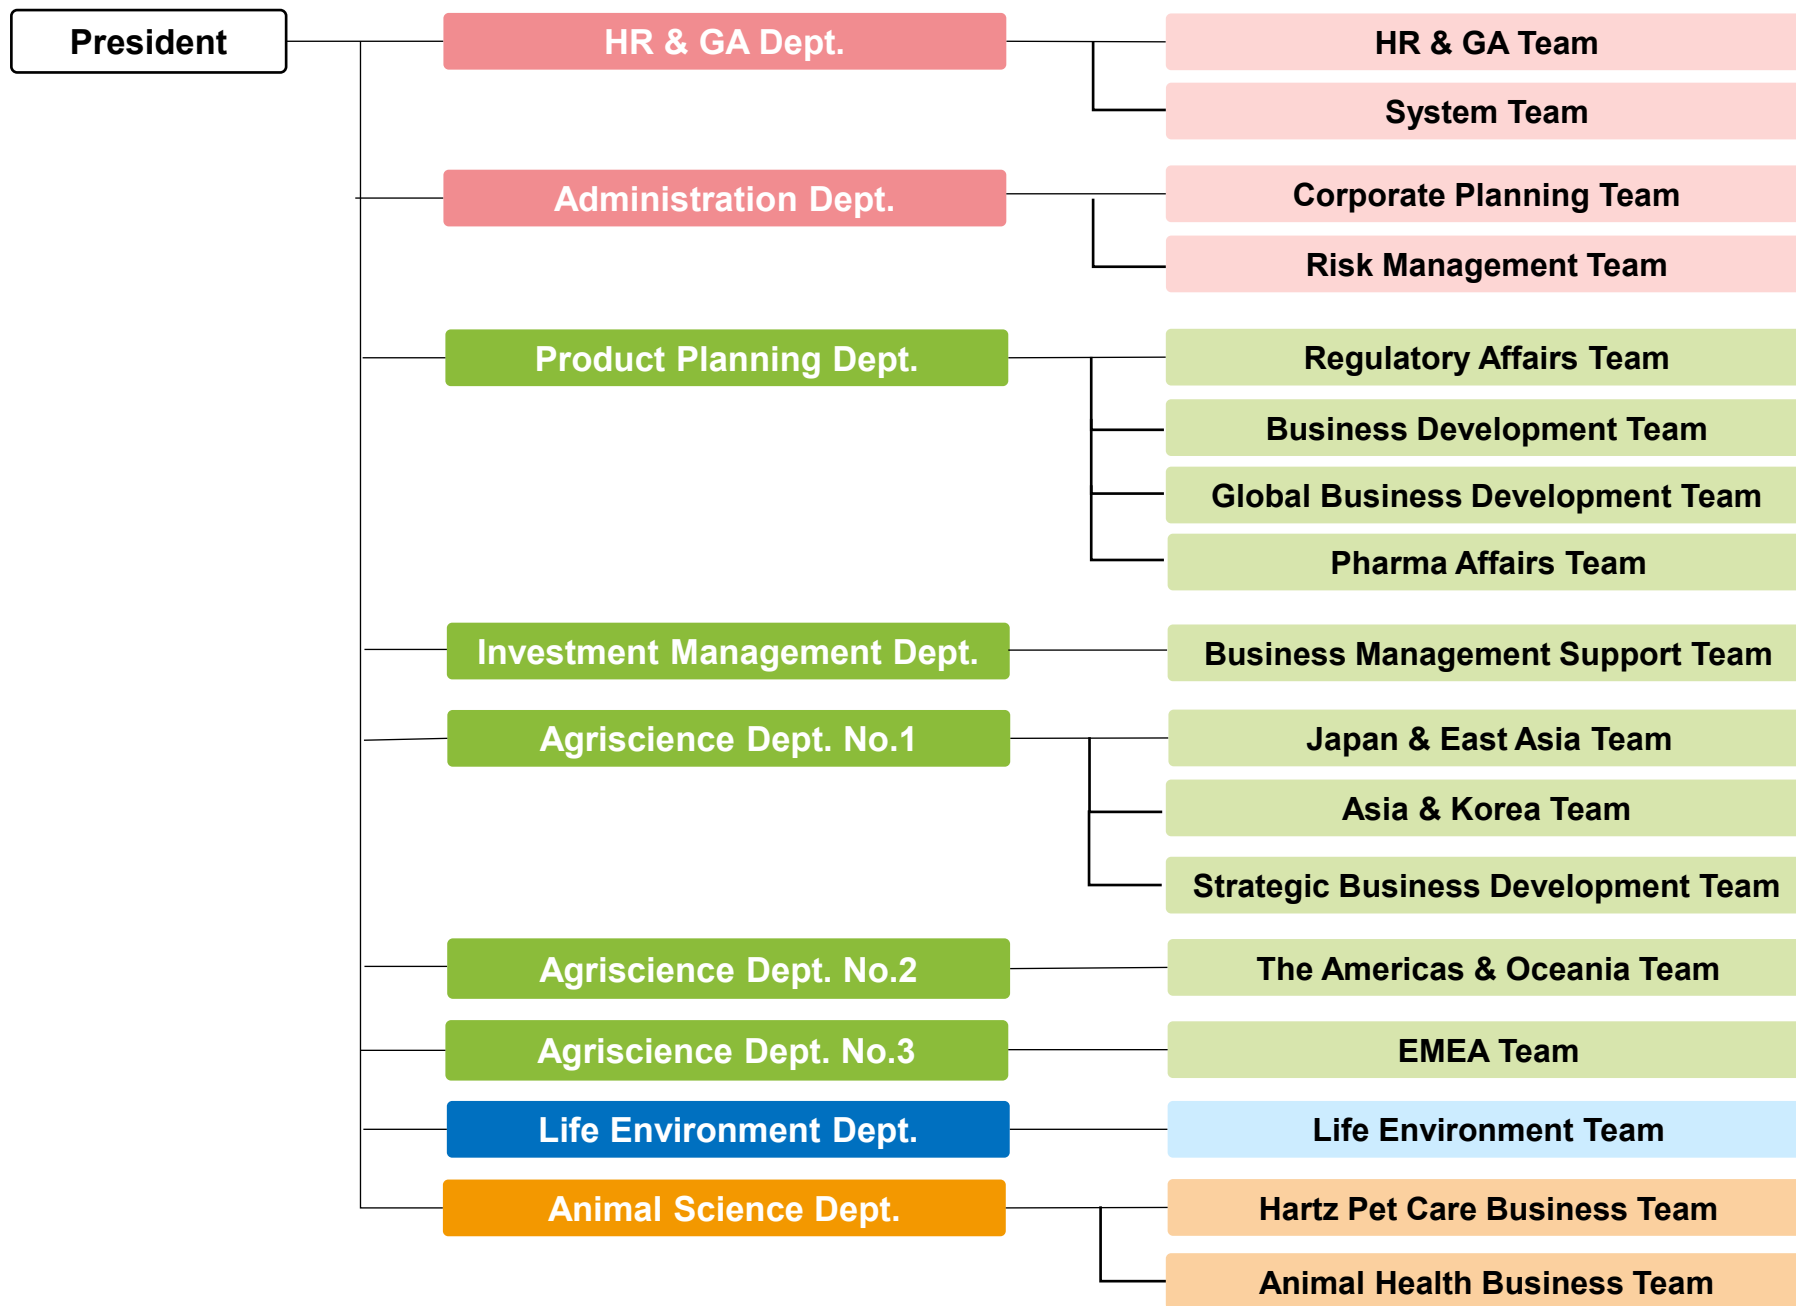 President
HR & GA Dept.
HR & GA Team
System Team
Administration Dept.
Corporate Planning Team
Risk Management Team
Product Planning Dept.
Regulatory Affairs Team
Business Development Team
Global Business Development Team
Pharma Affairs Team
Investment Management Dept.
Business Management Support Team
Agriscience Dept. No.1
Japan & East Asia Team
Asia & Korea Team
Strategic Business Development Team
Agriscience Dept. No.2
The Americas & Oceania Team
Agriscience Dept. No.3
EMEA Team
Life Environment Dept.
Life Environment Team
Animal Science Dept.
Hartz Pet Care Business Team
Animal Health Business Team